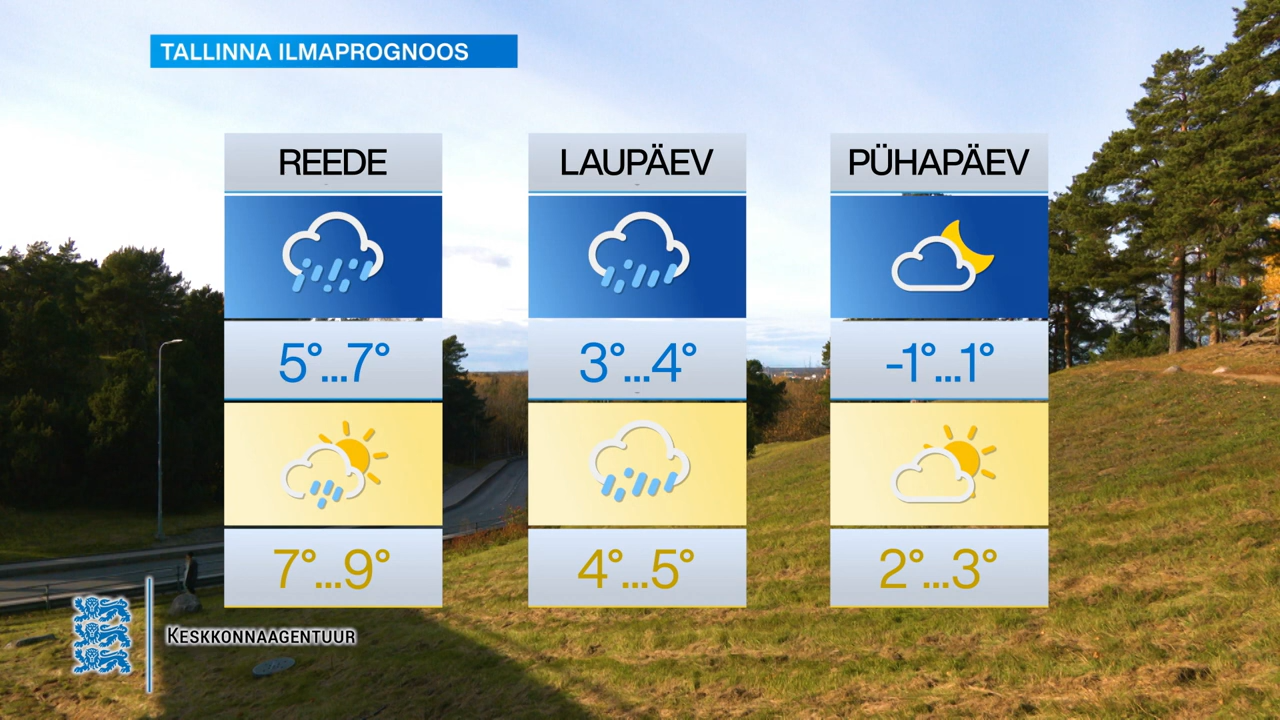 TALLINNA ILMAPROGNOOS
REEDE
LAUPÄEV
PÜHAPÄEV
5°...7°
3°...4°
-1°...1°
7°...9°
4°...5°
2°...3°
KESKKONNAAGENTUUR